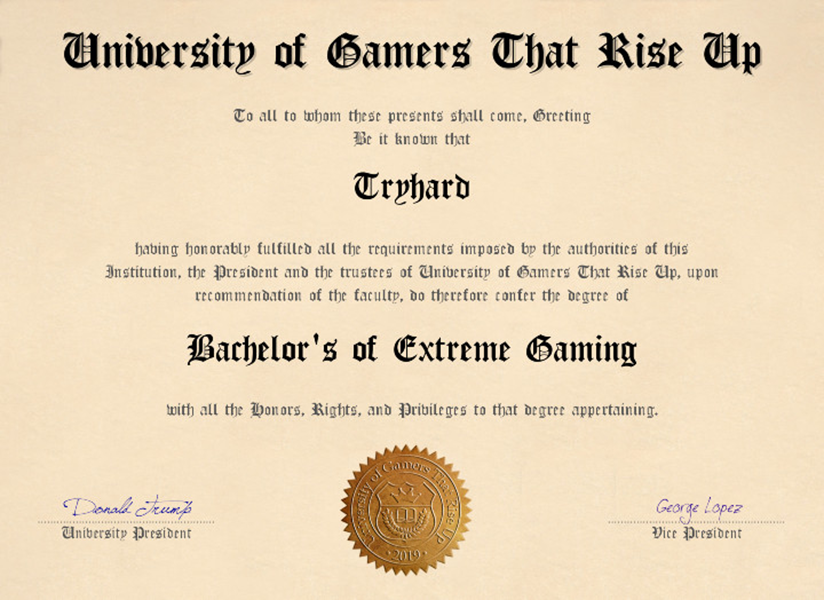 University of Gamers That Rise Up
To all to whom these presents shall come, Greeting
Be it known that
Tryhard
having honorably fulfilled all the requirements imposed by the authorities of this
Institution, the President and the trustees of University of Gamers That Rise Up, upon
recommendation of the faculty, do therefore confer the degree of
Bachelor's of Extreme Gaming
with all the Honors, Rights, and Privileges to that degree appertaining.
University of Gamers That Rise Up
· 2019 ·
Donald Trump
University President
George Lopez
Vice President